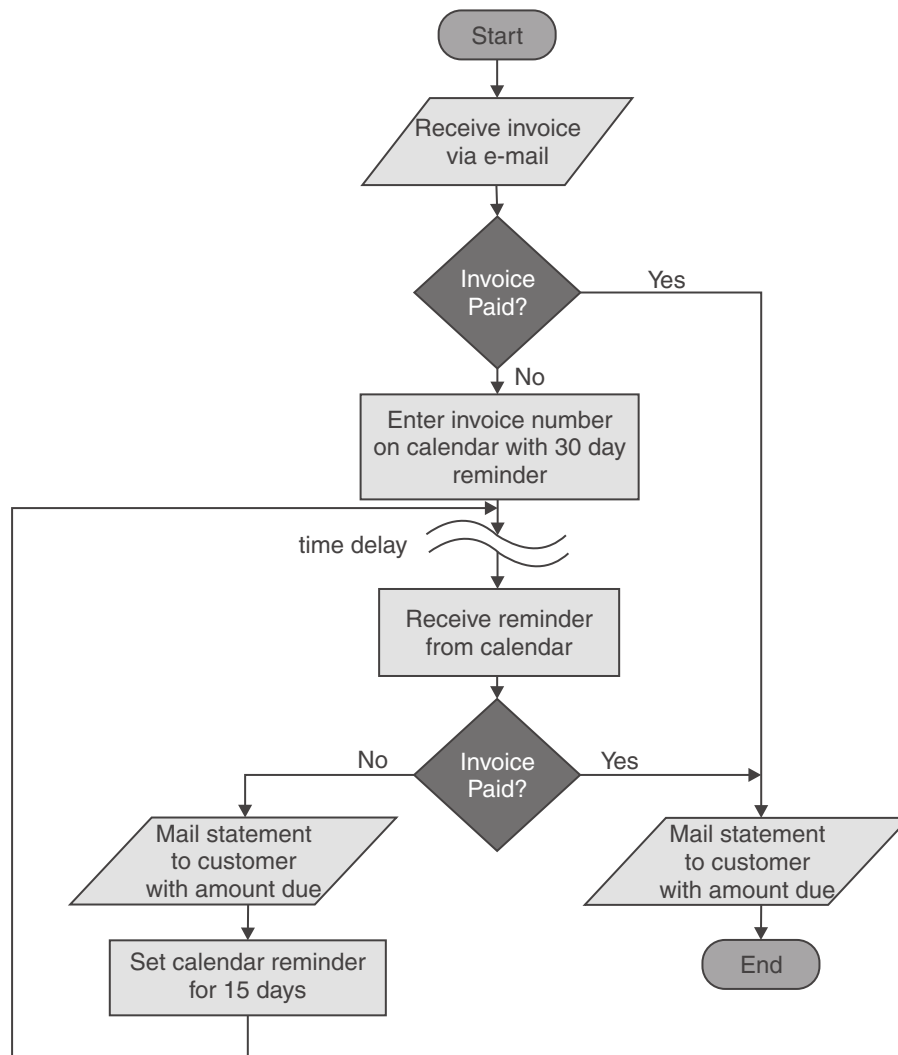 Start
Receive invoice
via e-mail
Invoice
Paid?
Yes
No
Enter invoice number
on calendar with 30 day
reminder
time delay
Receive reminder
from calendar
No
Invoice
Paid?
Yes
Mail statement
to customer
with amount due
Mail statement
to customer
with amount due
Set calendar reminder
for 15 days
End